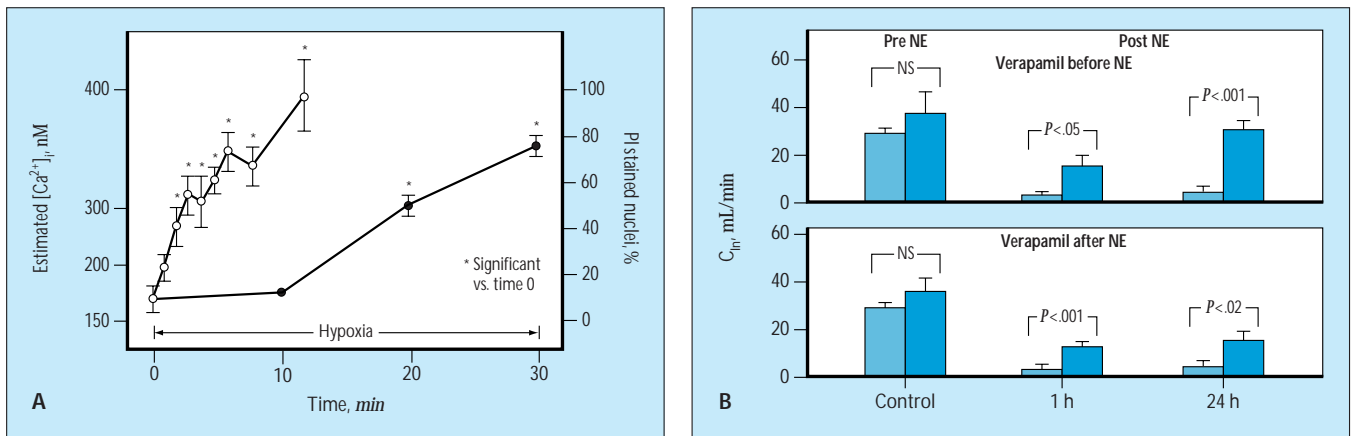 Estimated [Ca²⁺]ᵢ, nM
400
300
200
150
*
*
*
*
*
*
*
*
*
*
100
80
60
40
20
0
PI stained nuclei, %
* Significant
vs. time 0
Hypoxia
0
10
20
30
Time, min
A
C_In, mL/min
Pre NE
Post NE
Verapamil before NE
60
40
20
0
NS
P<.05
P<.001
Verapamil after NE
60
40
20
0
NS
P<.001
P<.02
Control
1 h
24 h
B